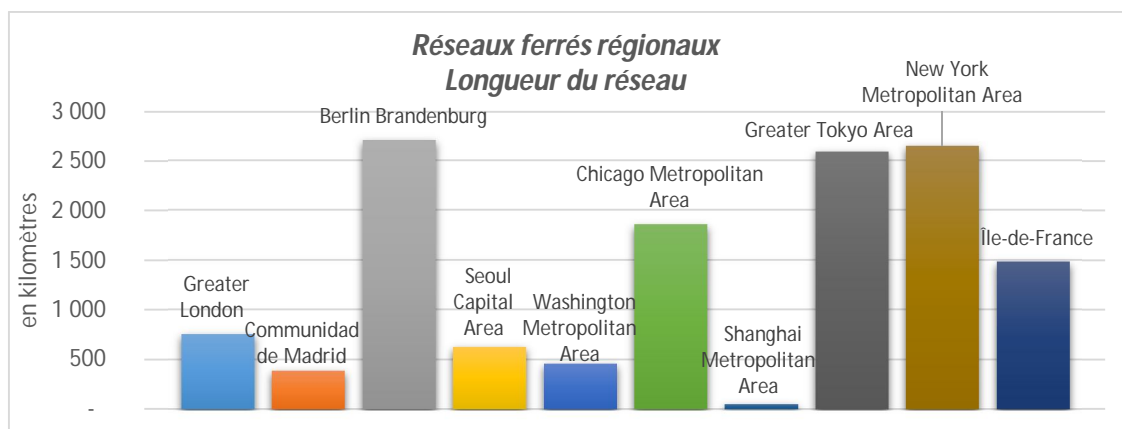 Réseaux ferrés régionaux
Longueur du réseau
en kilomètres
3 000
2 500
2 000
1 500
1 000
500
-
Greater
London
Communidad
de Madrid
Berlin Brandenburg
Seoul
Capital
Area
Washington
Metropolitan
Area
Chicago Metropolitan
Area
Shanghai
Metropolitan
Area
Greater Tokyo Area
New York
Metropolitan Area
Île-de-France